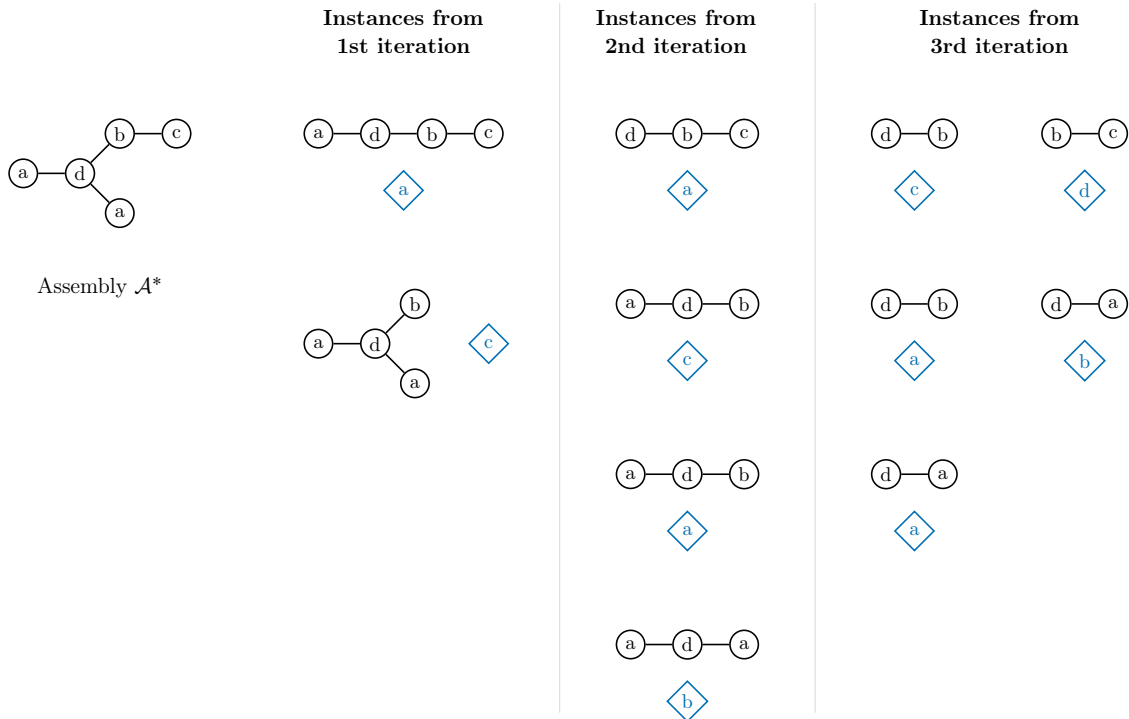 Instances from
1st iteration
Instances from
2nd iteration
Instances from
3rd iteration
b c
a d
a
Assembly 𝒜*
a d b c
a
b
a d c
a
d b c
a
a d b
c
a d b
a
a d a
b
d b
c
b c
d
d b
a
d a
b
d a
a